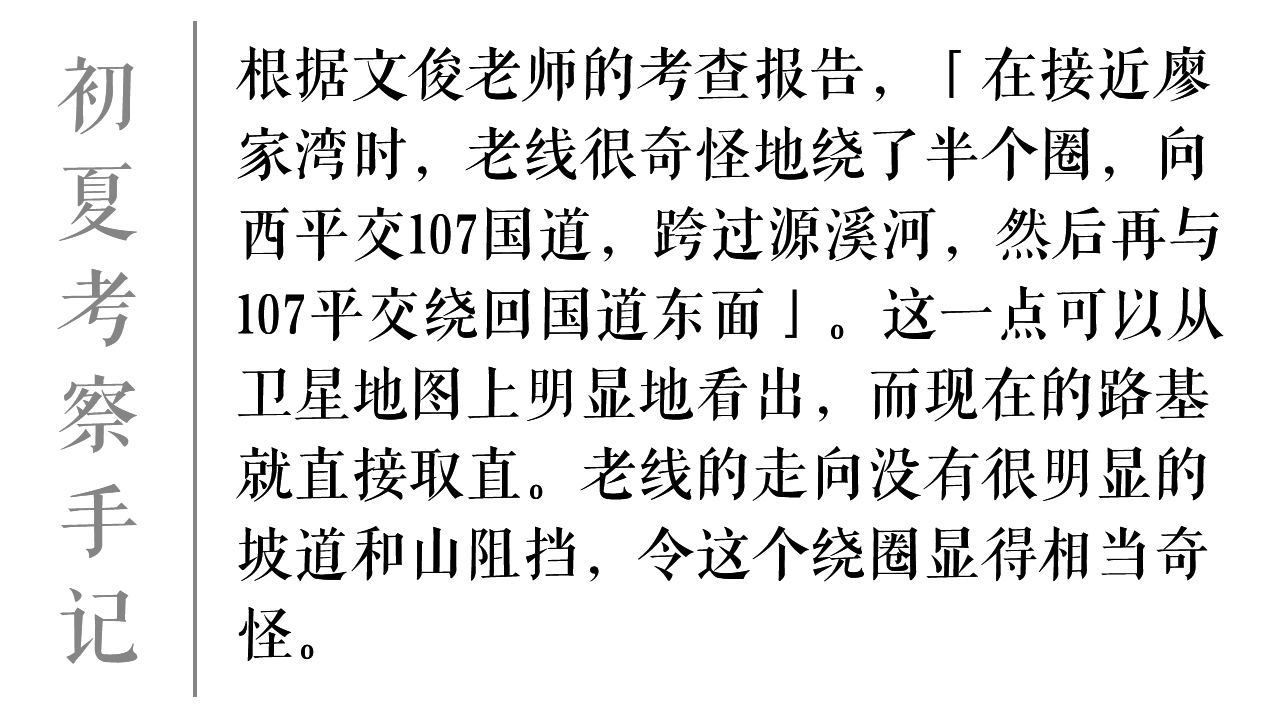 初夏考察手记
根据文俊老师的考查报告，「在接近廖
家湾时，老线很奇怪地绕了半个圈，向
西平交107国道，跨过源溪河，然后再与
107平交绕回国道东面」。这一点可以从
卫星地图上明显地看出，而现在的路基
就直接取直。老线的走向没有很明显的
坡道和山阻挡，令这个绕圈显得相当奇
怪。